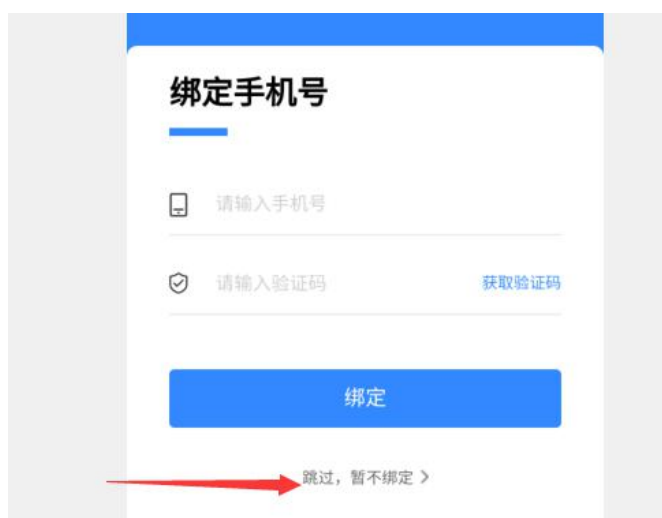 绑定手机号
请输入手机号
请输入验证码 获取验证码
绑定
跳过，暂不绑定